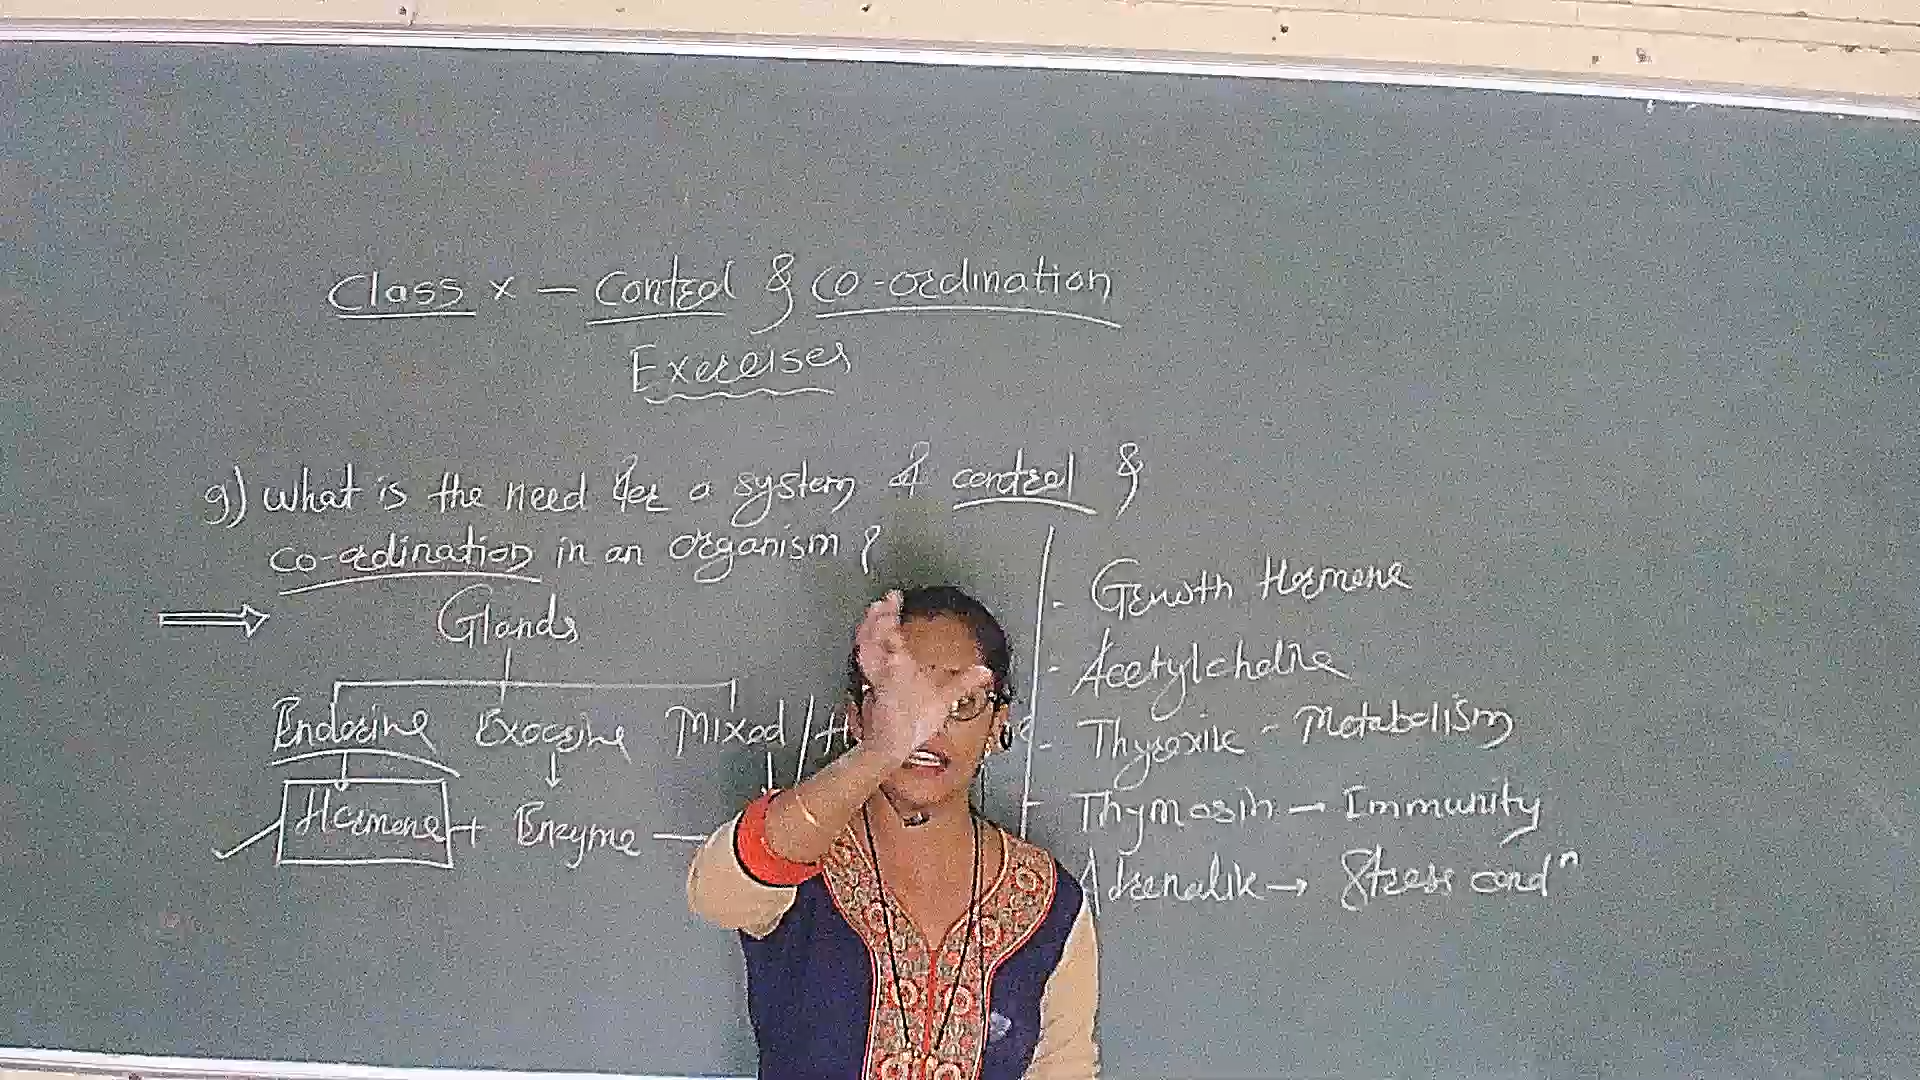 Class X - Control & Co-ordination
Exercises
9) What is the need for a system of control &
co-ordination in an organism ?
Glands
Endocrine Exocrine Mixed / H
Hormone + Enzyme
- Growth Hormone
- Acetylcholine
- Thyroxine - Metabolism
- Thymosin - Immunity
Adrenaline → Stress condn